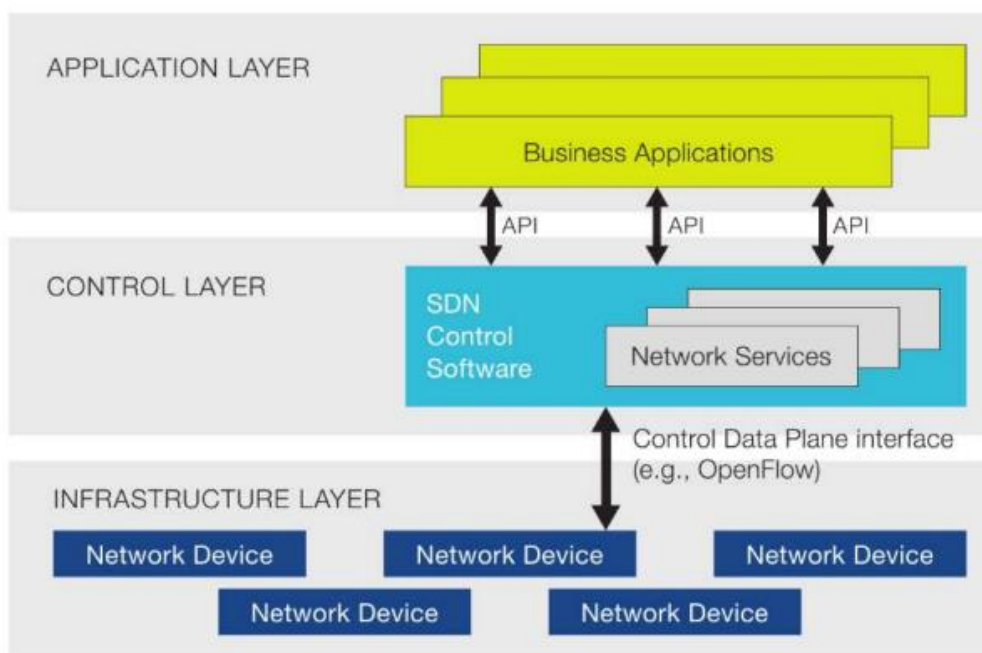 APPLICATION LAYER
Business Applications
API
API
API
CONTROL LAYER
SDN
Control
Software
Network Services
Control Data Plane interface
(e.g., OpenFlow)
INFRASTRUCTURE LAYER
Network Device
Network Device
Network Device
Network Device
Network Device